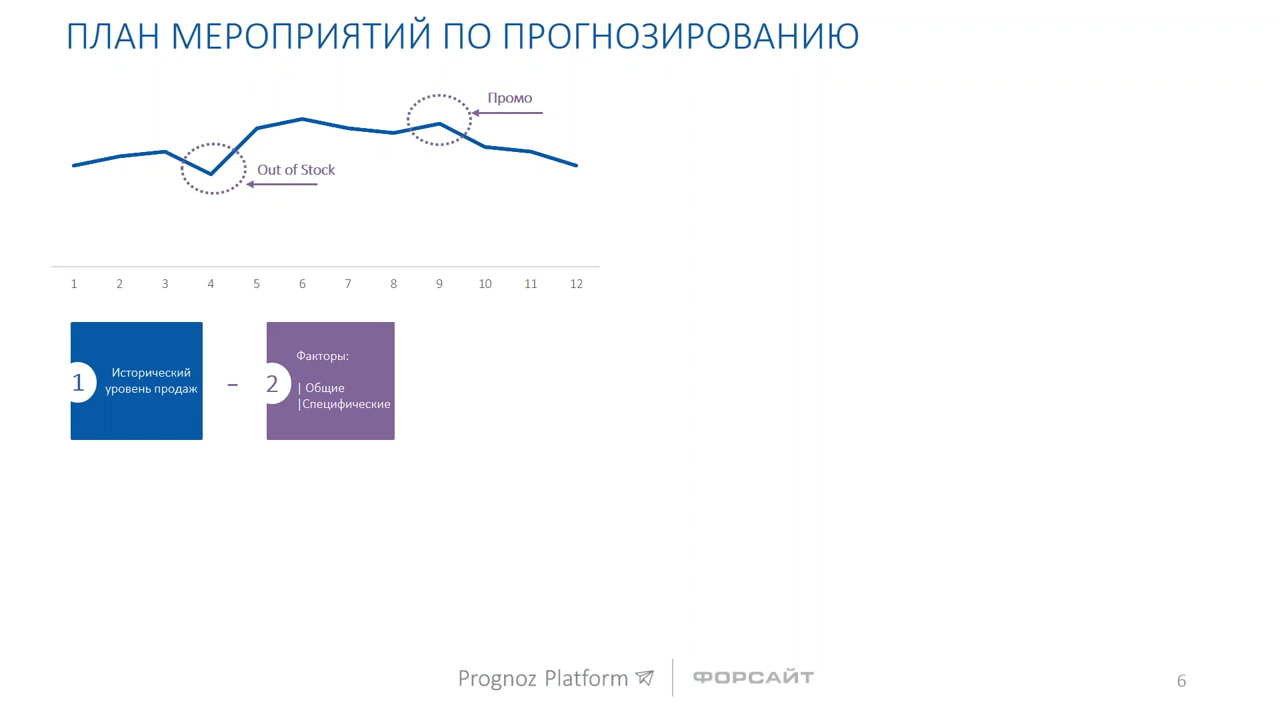 ПЛАН МЕРОПРИЯТИЙ ПО ПРОГНОЗИРОВАНИЮ
Промо
Out of Stock
1 2 3 4 5 6 7 8 9 10 11 12
1
Исторический
уровень продаж
–
2
Факторы:
| Общие
|Специфические
Prognoz Platform
ФОРСАЙТ
6